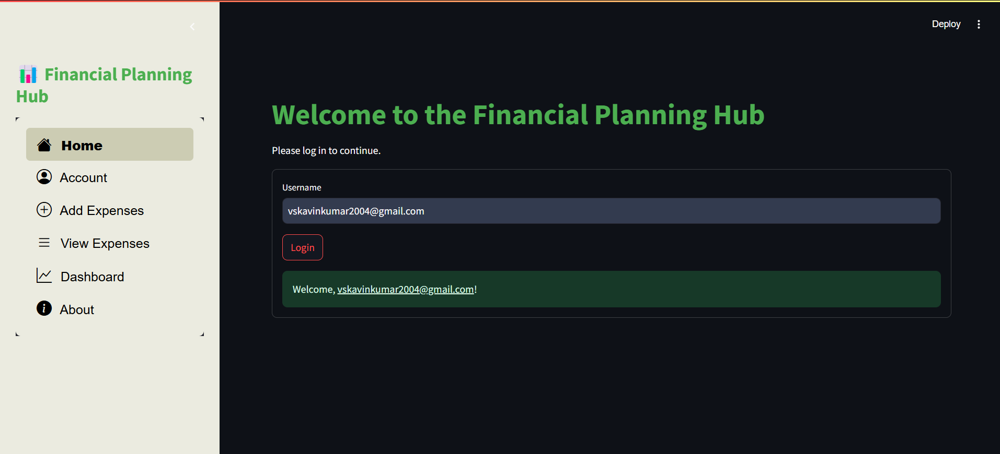 Deploy
Financial Planning
Hub
Home
Account
Add Expenses
View Expenses
Dashboard
About
Welcome to the Financial Planning Hub
Please log in to continue.
Username
vskavinkumar2004@gmail.com
Login
Welcome, vskavinkumar2004@gmail.com!